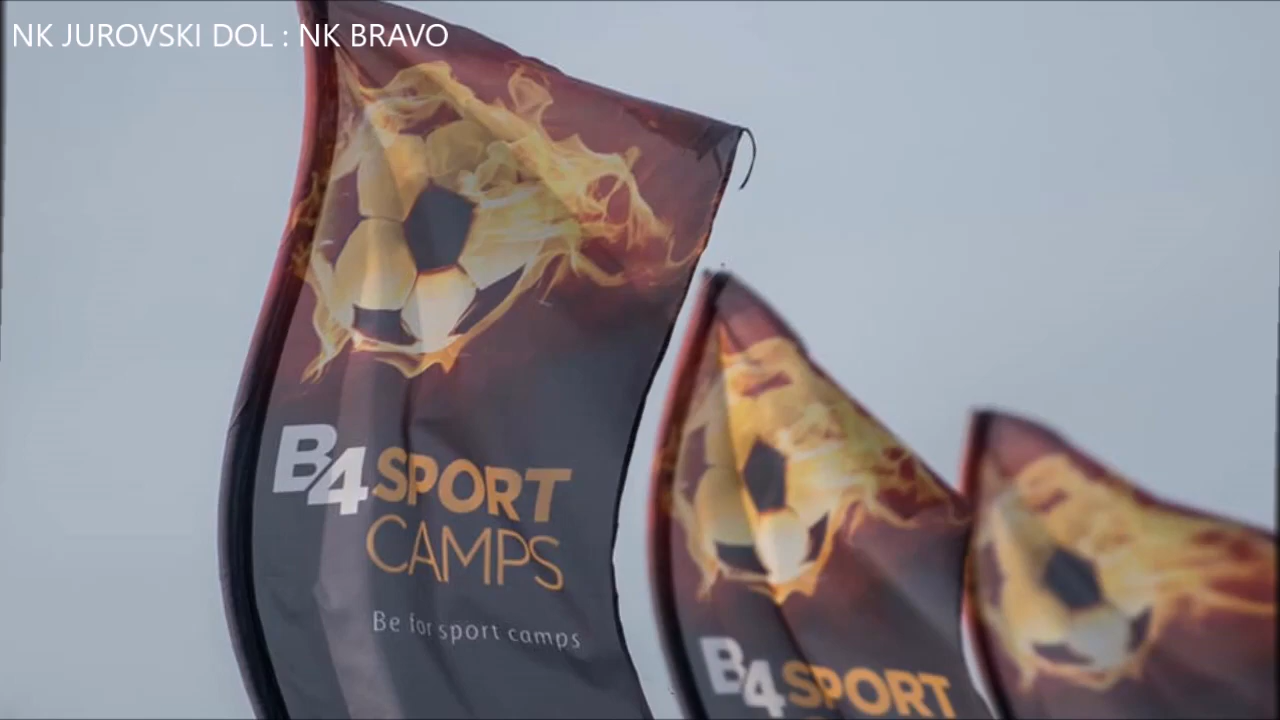 NK JUROVSKI DOL : NK BRAVO
B4 SPORT
CAMPS
Be for sport camps
B4 SPORT